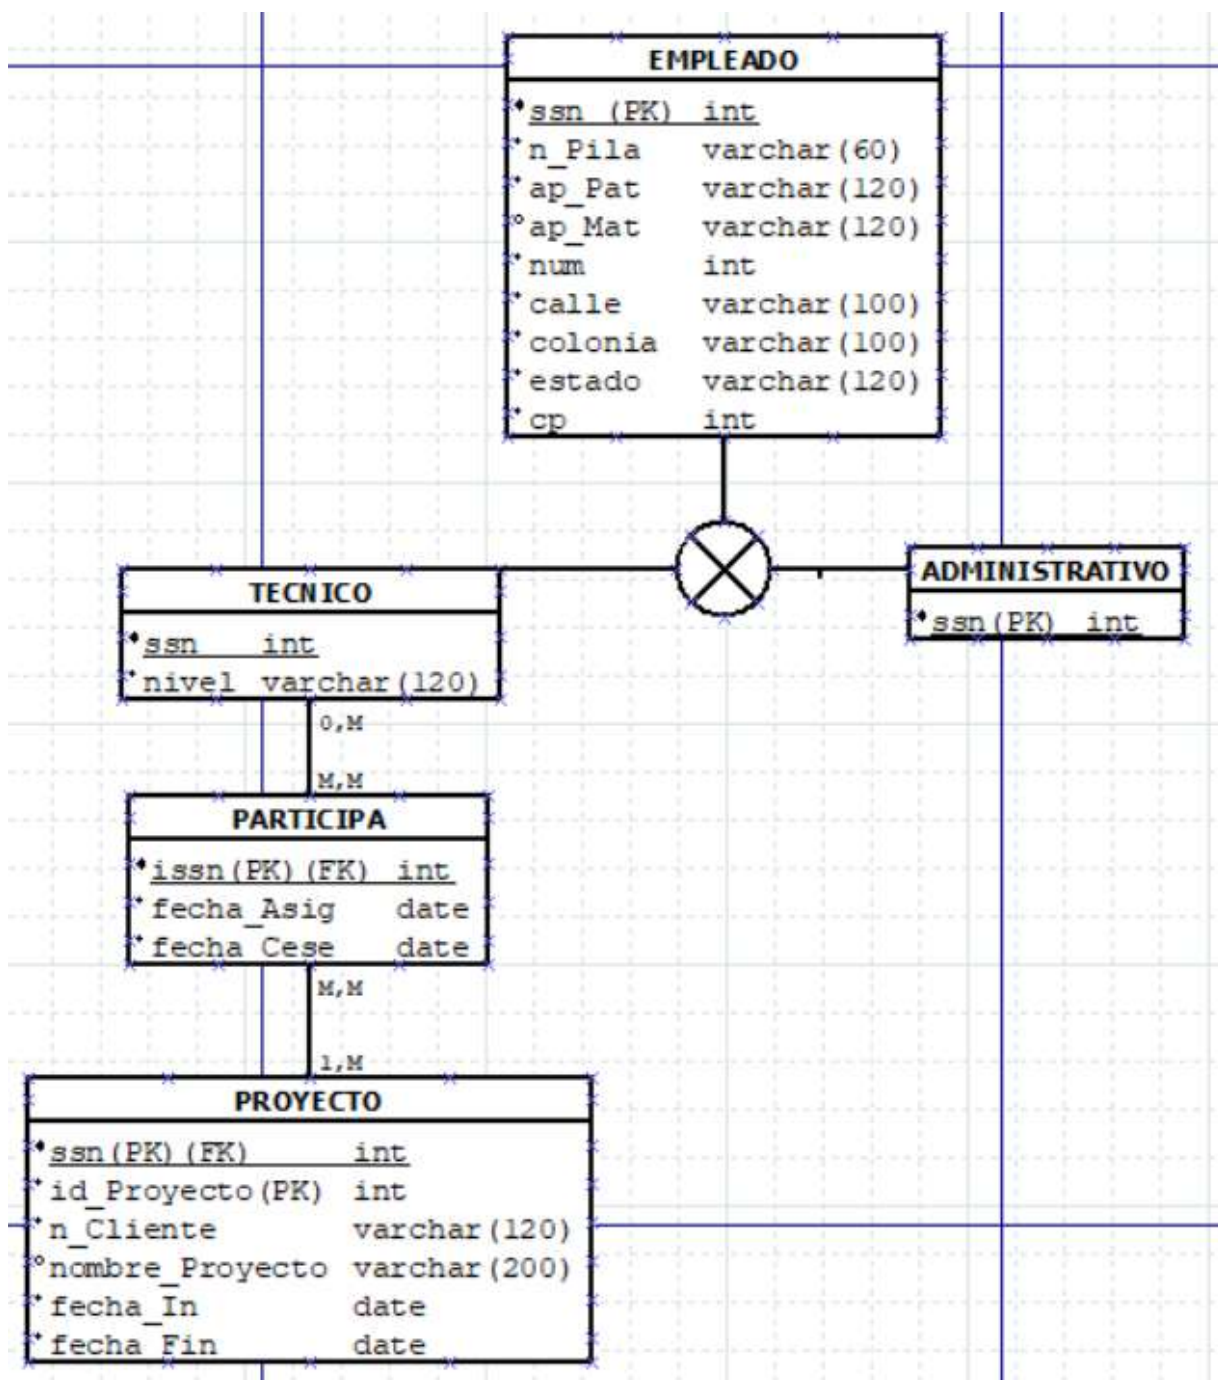 EMPLEADO
ssn (PK) int
n_Pila varchar(60)
ap_Pat varchar(120)
ap_Mat varchar(120)
num int
calle varchar(100)
colonia varchar(100)
estado varchar(120)
cp int
TECNICO
ssn int
nivel varchar(120)
ADMINISTRATIVO
ssn(PK) int
0,M
M,M
PARTICIPA
issn(PK)(FK) int
fecha_Asig date
fecha_Cese date
M,M
1,M
PROYECTO
ssn(PK)(FK) int
id_Proyecto(PK) int
n_Cliente varchar(120)
nombre_Proyecto varchar(200)
fecha_In date
fecha_Fin date